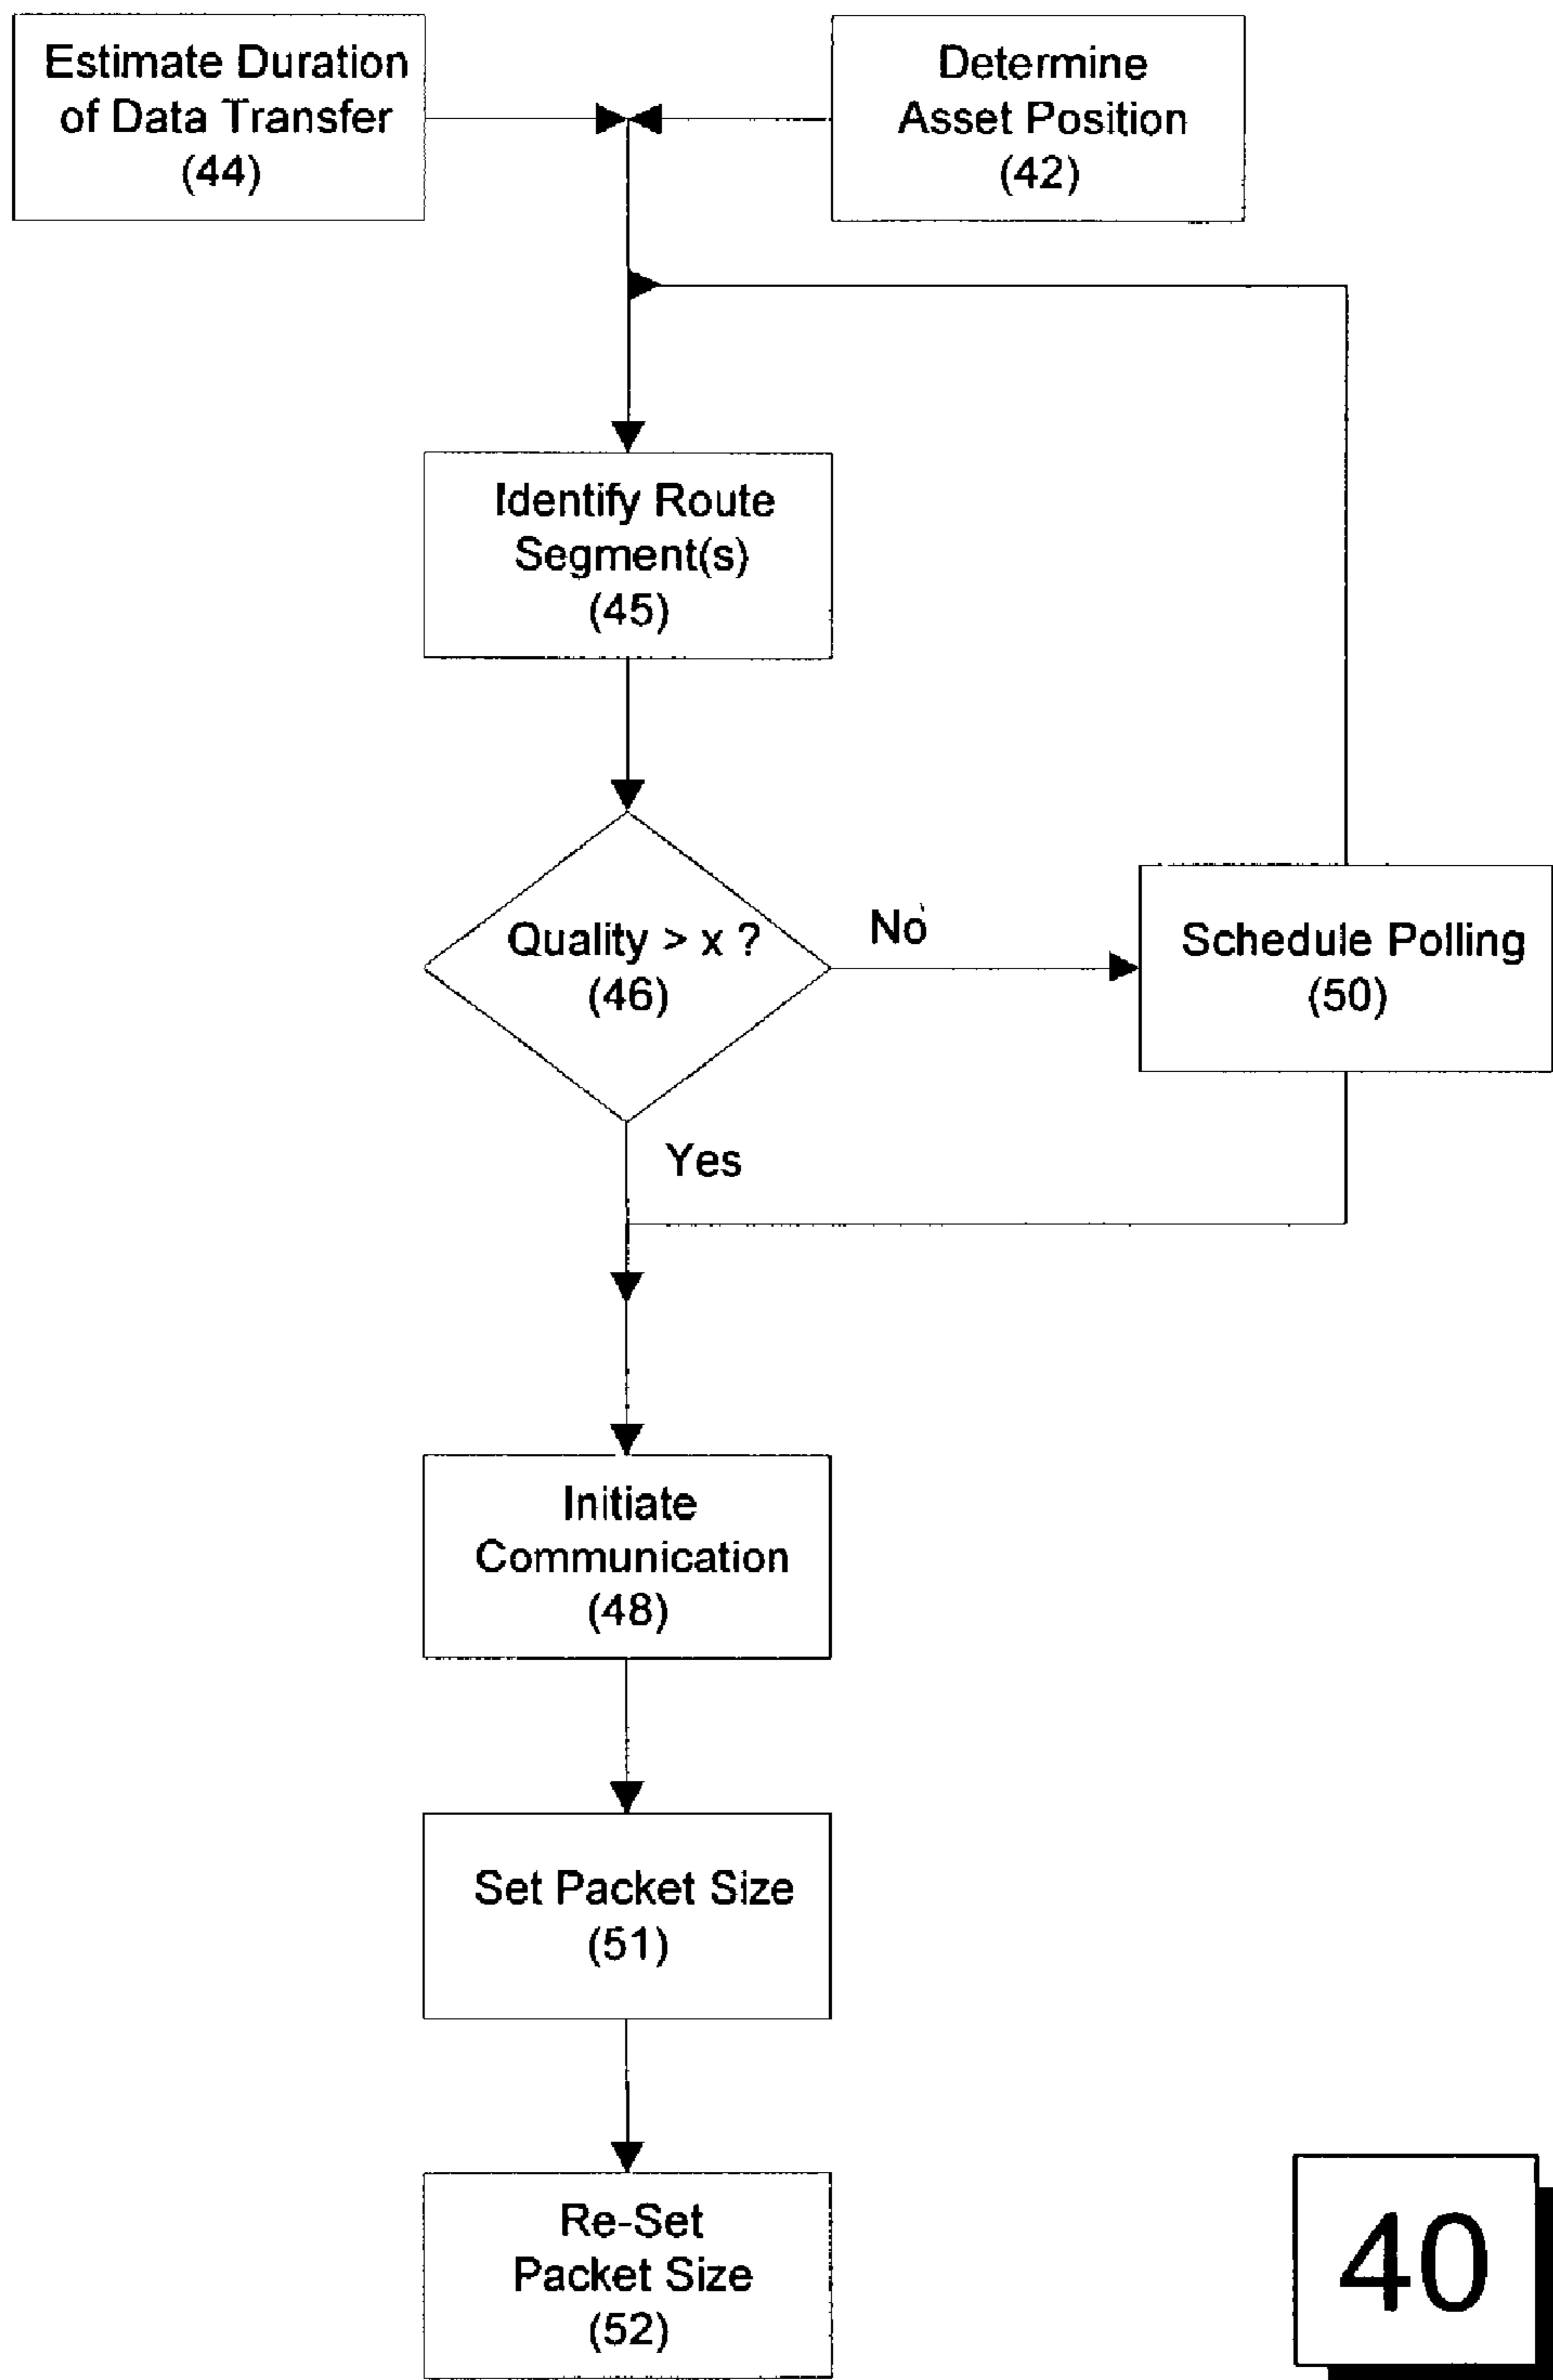 Estimate Duration
of Data Transfer
(44)
Determine
Asset Position
(42)
Identify Route
Segment(s)
(45)
Quality > x ?
(46)
No
Schedule Polling
(50)
Yes
Initiate
Communication
(48)
Set Packet Size
(51)
Re-Set
Packet Size
(52)
40